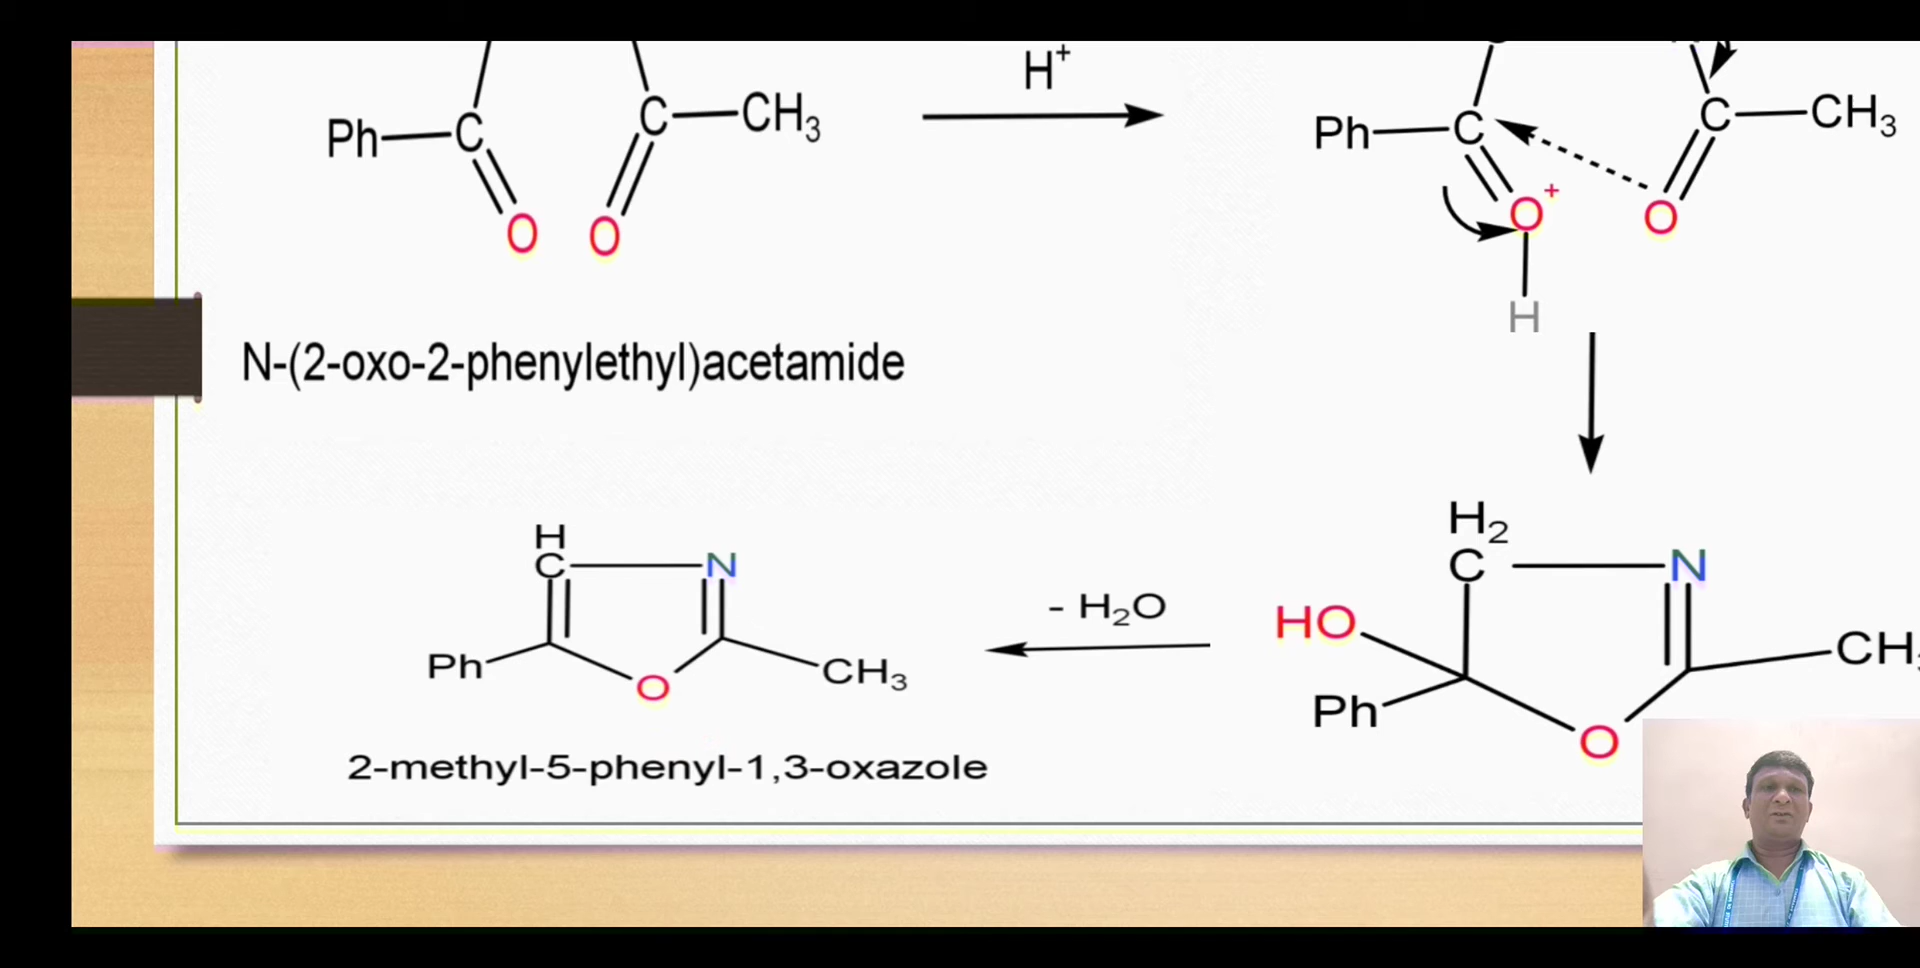 H+
Ph C C CH3
O O
Ph C C CH3
O+ O
H
N-(2-oxo-2-phenylethyl)acetamide
H
C N
Ph O CH3
- H2O
H2
C N
HO
Ph O CH
2-methyl-5-phenyl-1,3-oxazole